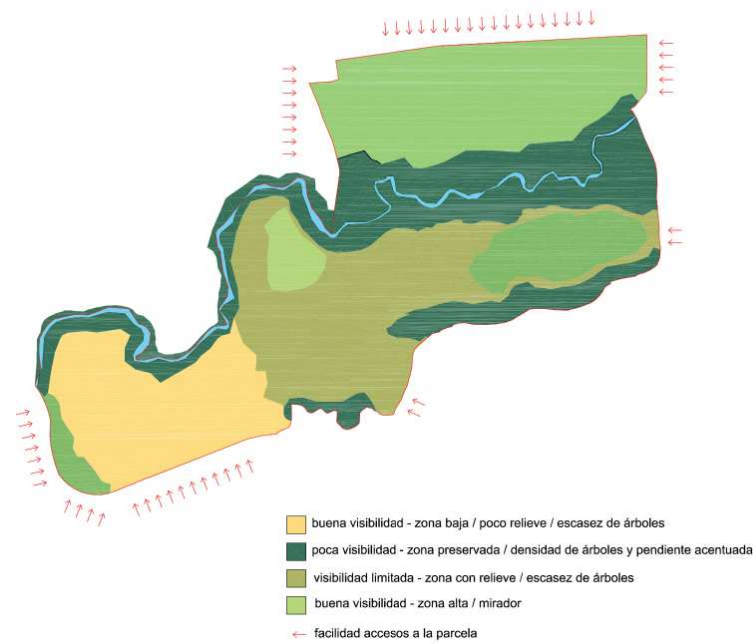 buena visibilidad - zona baja / poco relieve / escasez de árboles
poca visibilidad - zona preservada / densidad de árboles y pendiente acentuada
visibilidad limitada - zona con relieve / escasez de árboles
buena visibilidad - zona alta / mirador
facilidad accesos a la parcela